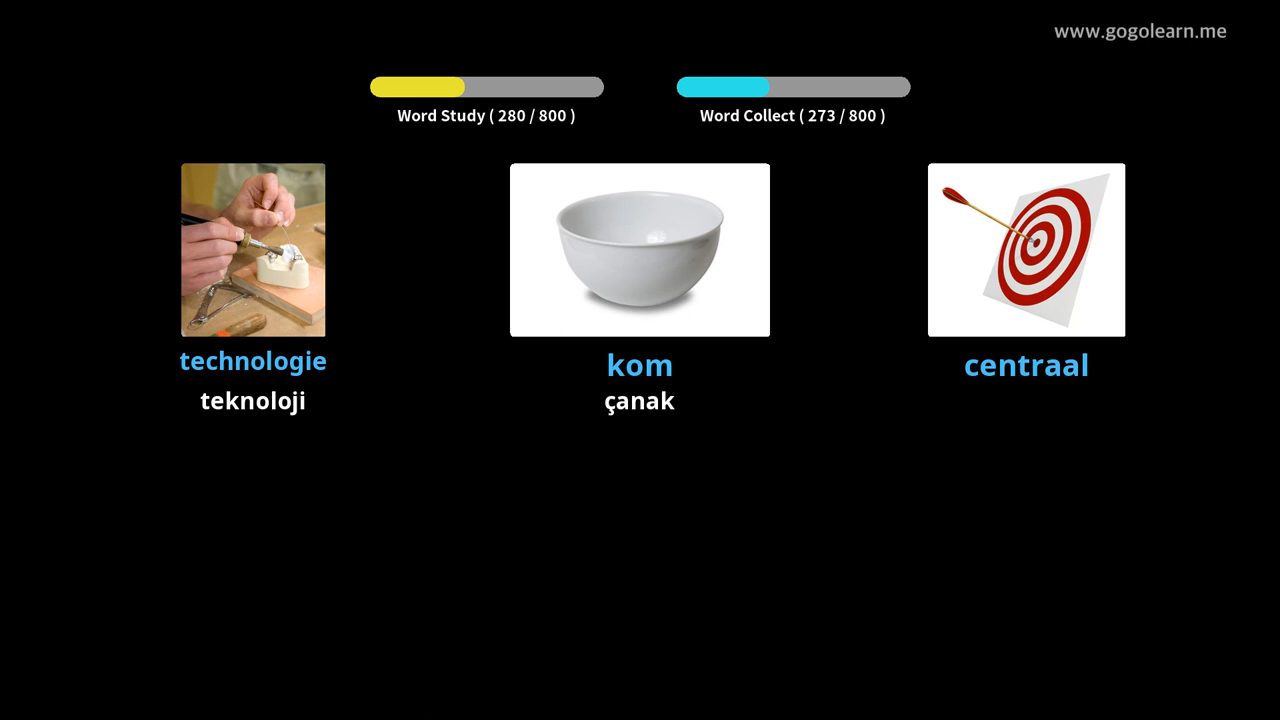 www.gogolearn.me
Word Study ( 280 / 800 )
Word Collect ( 273 / 800 )
technologie
teknoloji
kom
çanak
centraal